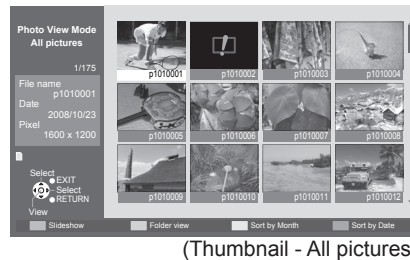 Photo View Mode
All pictures
1/175
File name
p1010001
Date
2008/10/23
Pixel
1600 x 1200
Select
EXIT
Select
RETURN
View
p1010001
p1010002
p1010003
p1010004
p1010005
p1010006
p1010007
p1010008
p1010009
p1010010
p1010011
p1010012
Slideshow
Folder view
Sort by Month
Sort by Date
(Thumbnail - All pictures